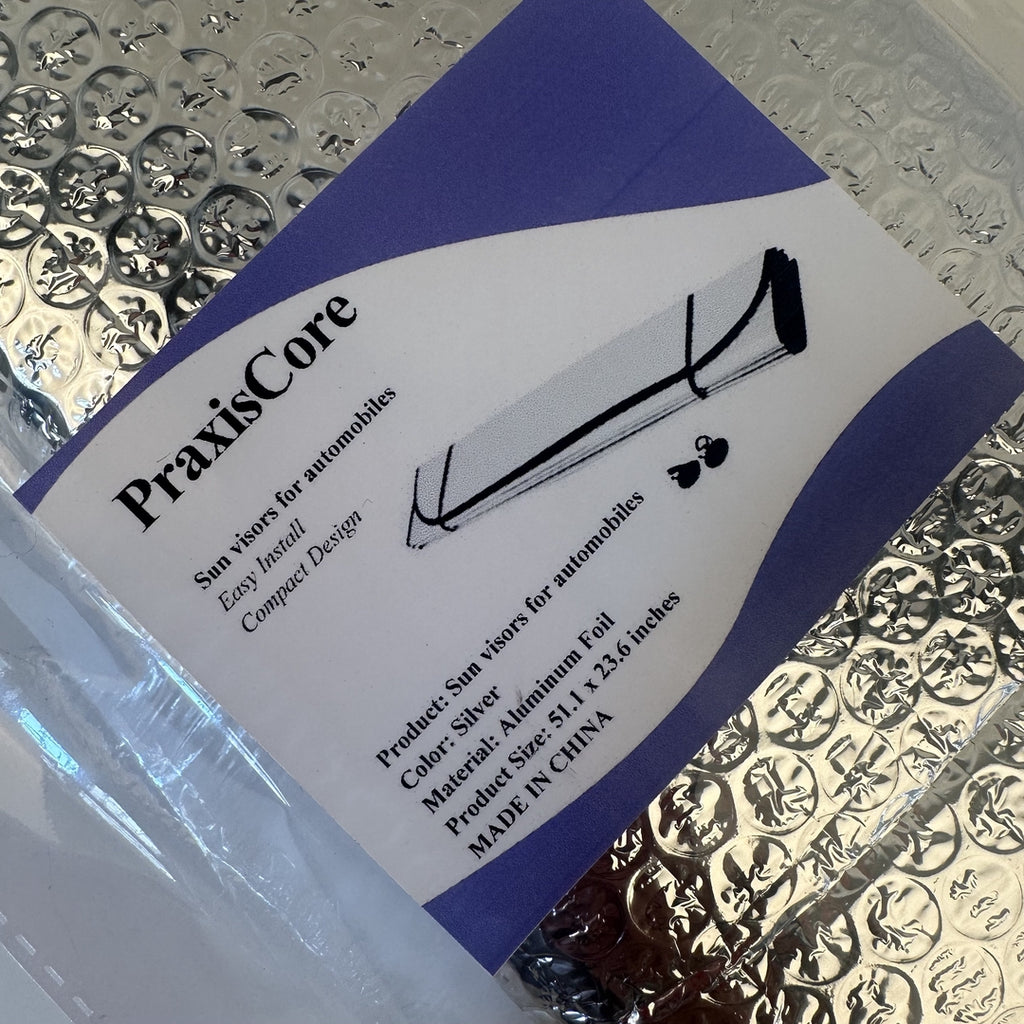 PraxisCore
Sun visors for automobiles
Easy Install
Compact Design
Product: Sun visors for automobiles
Color: Silver
Material: Aluminum Foil
Product Size: 51.1 x 23.6 inches
MADE IN CHINA